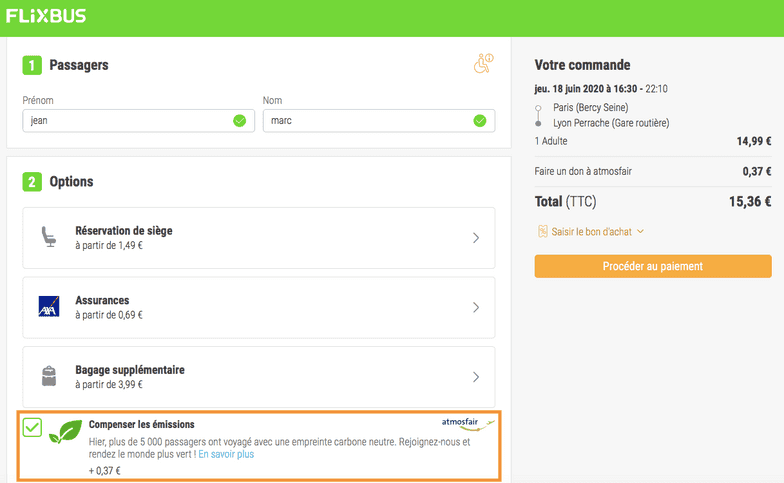 FLiXBUS
1 Passagers
Prénom
Nom
jean
marc
2 Options
Réservation de siège
à partir de 1,49 €
AXA
Assurances
à partir de 0,69 €
Bagage supplémentaire
à partir de 3,99 €
Compenser les émissions
atmosfair
Hier, plus de 5 000 passagers ont voyagé avec une empreinte carbone neutre. Rejoignez-nous et
rendez le monde plus vert ! En savoir plus
+ 0,37 €
Votre commande
jeu. 18 juin 2020 à 16:30 - 22:10
Paris (Bercy Seine)
Lyon Perrache (Gare routière)
1 Adulte 14,99 €
Faire un don à atmosfair 0,37 €
Total (TTC) 15,36 €
Saisir le bon d'achat
Procéder au paiement